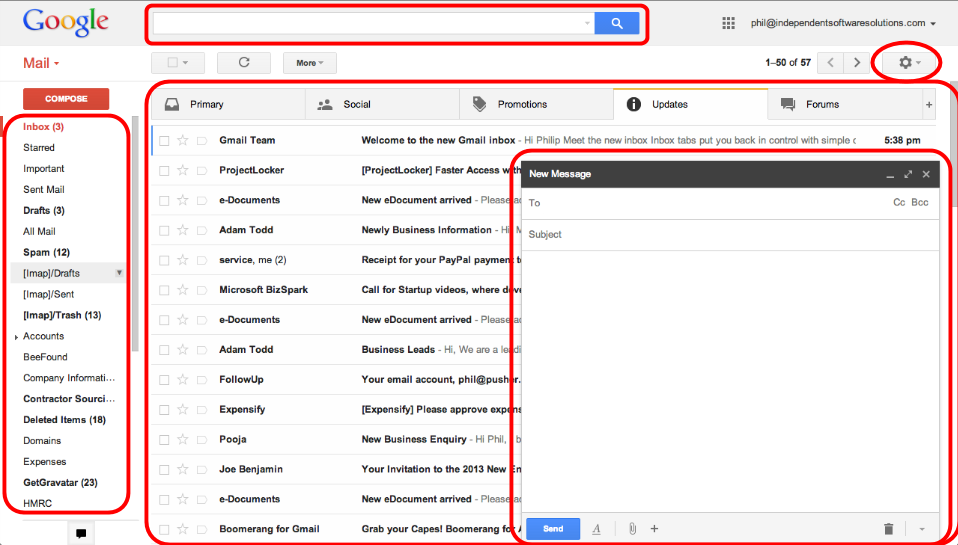 Google
phil@independentsoftwaresolutions.com
Mail
More
1–50 of 57
COMPOSE
Primary
Social
Promotions
Updates
Forums
+
Inbox (3)
Starred
Important
Sent Mail
Drafts (3)
All Mail
Spam (12)
[Imap]/Drafts
[Imap]/Sent
[Imap]/Trash (13)
Accounts
BeeFound
Company Informati…
Contractor Sourci…
Deleted Items (18)
Domains
Expenses
GetGravatar (23)
HMRC
Gmail Team Welcome to the new Gmail inbox - Hi Philip Meet the new inbox Inbox tabs put you back in control with simple c 5:38 pm
ProjectLocker [ProjectLocker] Faster Access with
e-Documents New eDocument arrived - Please
Adam Todd Newly Business Information - Hi,
service, me (2) Receipt for your PayPal payment
Microsoft BizSpark Call for Startup videos, where
e-Documents New eDocument arrived - Please
Adam Todd Business Leads - Hi, We are a
FollowUp Your email account, phil@pusher.
Expensify [Expensify] Please approve
Pooja New Business Enquiry - Hi Phil,
Joe Benjamin Your Invitation to the 2013 New
e-Documents New eDocument arrived - Please
Boomerang for Gmail Grab your Capes! Boomerang for
New Message
To
Cc Bcc
Subject
Send
A
+